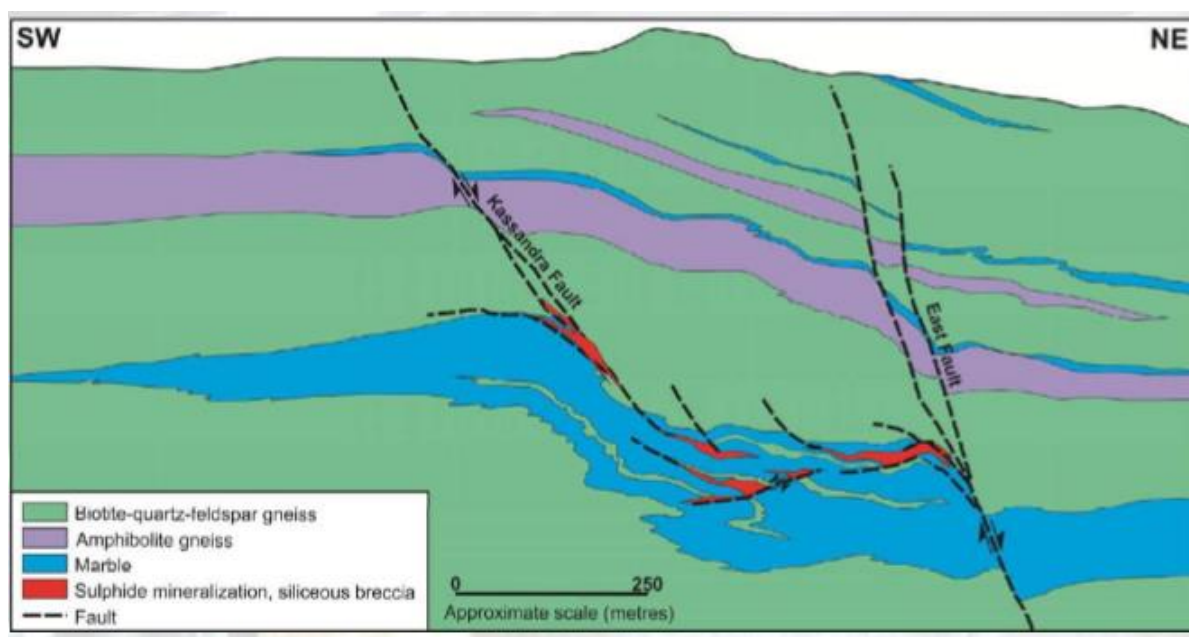 SW
NE
Kassandra Fault
East Fault
Biotite-quartz-feldspar gneiss
Amphibolite gneiss
Marble
Sulphide mineralization, siliceous breccia
Fault
0 250
Approximate scale (metres)